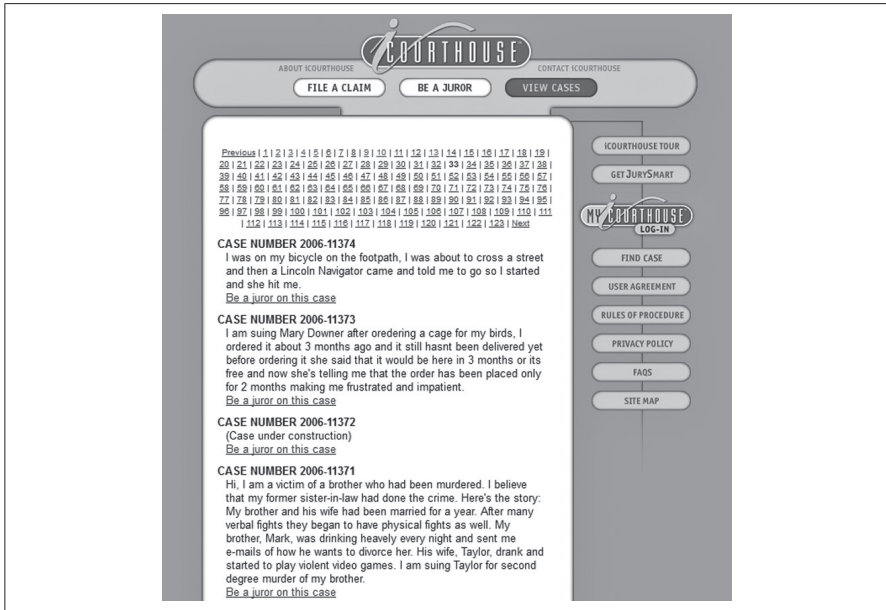 iCOURTHOUSE
ABOUT iCOURTHOUSE
CONTACT iCOURTHOUSE
FILE A CLAIM
BE A JUROR
VIEW CASES
Previous | 1 | 2 | 3 | 4 | 5 | 6 | 7 | 8 | 9 | 10 | 11 | 12 | 13 | 14 | 15 | 16 | 17 | 18 | 19 |
20 | 21 | 22 | 23 | 24 | 25 | 26 | 27 | 28 | 29 | 30 | 31 | 32 | 33 | 34 | 35 | 36 | 37 | 38 |
39 | 40 | 41 | 42 | 43 | 44 | 45 | 46 | 47 | 48 | 49 | 50 | 51 | 52 | 53 | 54 | 55 | 56 | 57 |
58 | 59 | 60 | 61 | 62 | 63 | 64 | 65 | 66 | 67 | 68 | 69 | 70 | 71 | 72 | 73 | 74 | 75 | 76 |
77 | 78 | 79 | 80 | 81 | 82 | 83 | 84 | 85 | 86 | 87 | 88 | 89 | 90 | 91 | 92 | 93 | 94 | 95 |
96 | 97 | 98 | 99 | 100 | 101 | 102 | 103 | 104 | 105 | 106 | 107 | 108 | 109 | 110 | 111
| 112 | 113 | 114 | 115 | 116 | 117 | 118 | 119 | 120 | 121 | 122 | 123 | Next
CASE NUMBER 2006-11374
I was on my bicycle on the footpath, I was about to cross a street
and then a Lincoln Navigator came and told me to go so I started
and she hit me.
Be a juror on this case
CASE NUMBER 2006-11373
I am suing Mary Downer after oredering a cage for my birds, I
ordered it about 3 months ago and it still hasnt been delivered yet
before ordering it she said that it would be here in 3 months or its
free and now she's telling me that the order has been placed only
for 2 months making me frustrated and impatient.
Be a juror on this case
CASE NUMBER 2006-11372
(Case under construction)
Be a juror on this case
CASE NUMBER 2006-11371
Hi, I am a victim of a brother who had been murdered. I believe
that my former sister-in-law had done the crime. Here's the story:
My brother and his wife had been married for a year. After many
verbal fights they began to have physical fights as well. My
brother, Mark, was drinking heavely every night and sent me
e-mails of how he wants to divorce her. His wife, Taylor, drank and
started to play violent video games. I am suing Taylor for second
degree murder of my brother.
Be a juror on this case
iCOURTHOUSE TOUR
GET JURYSMART
MY iCOURTHOUSE
LOG-IN
FIND CASE
USER AGREEMENT
RULES OF PROCEDURE
PRIVACY POLICY
FAQS
SITE MAP